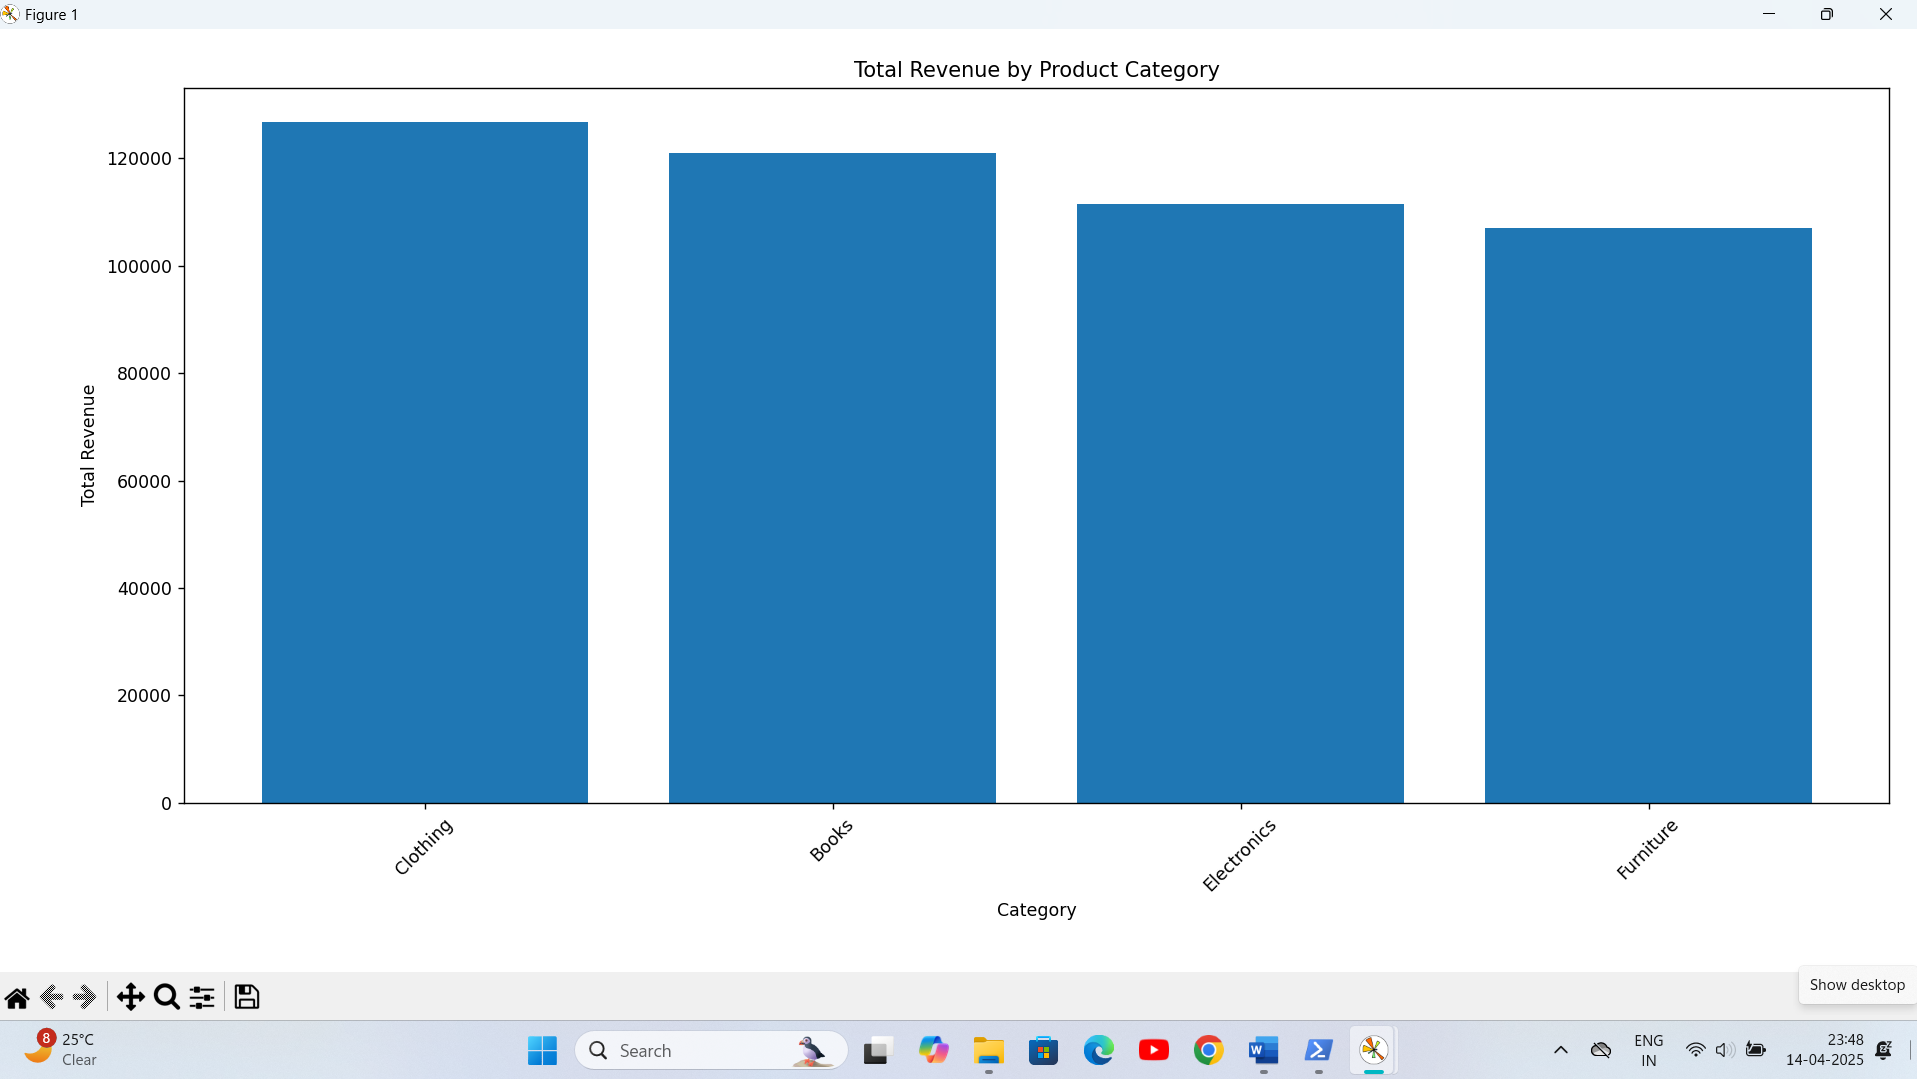 Figure 1
Total Revenue by Product Category
120000
100000
80000
60000
40000
20000
0
Total Revenue
Clothing
Books
Electronics
Furniture
Category
Show desktop
8
25°C
Clear
Search
W
ENG
IN
23:48
14-04-2025